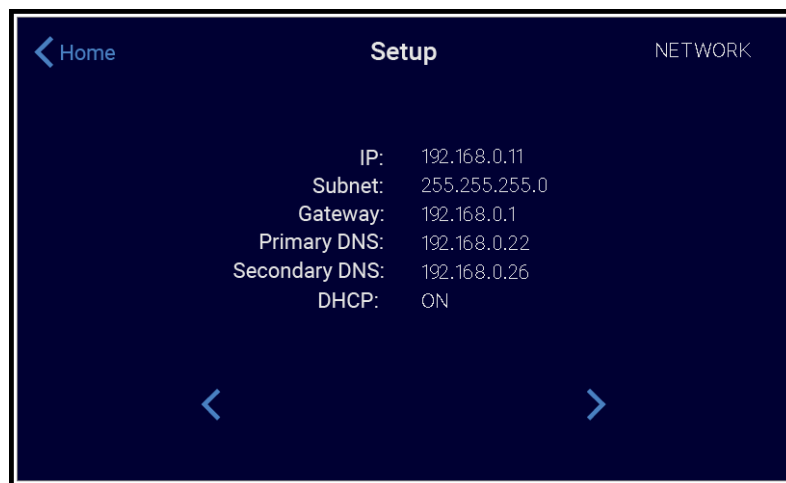 Home Setup NETWORK
IP: 192.168.0.11
Subnet: 255.255.255.0
Gateway: 192.168.0.1
Primary DNS: 192.168.0.22
Secondary DNS: 192.168.0.26
DHCP: ON